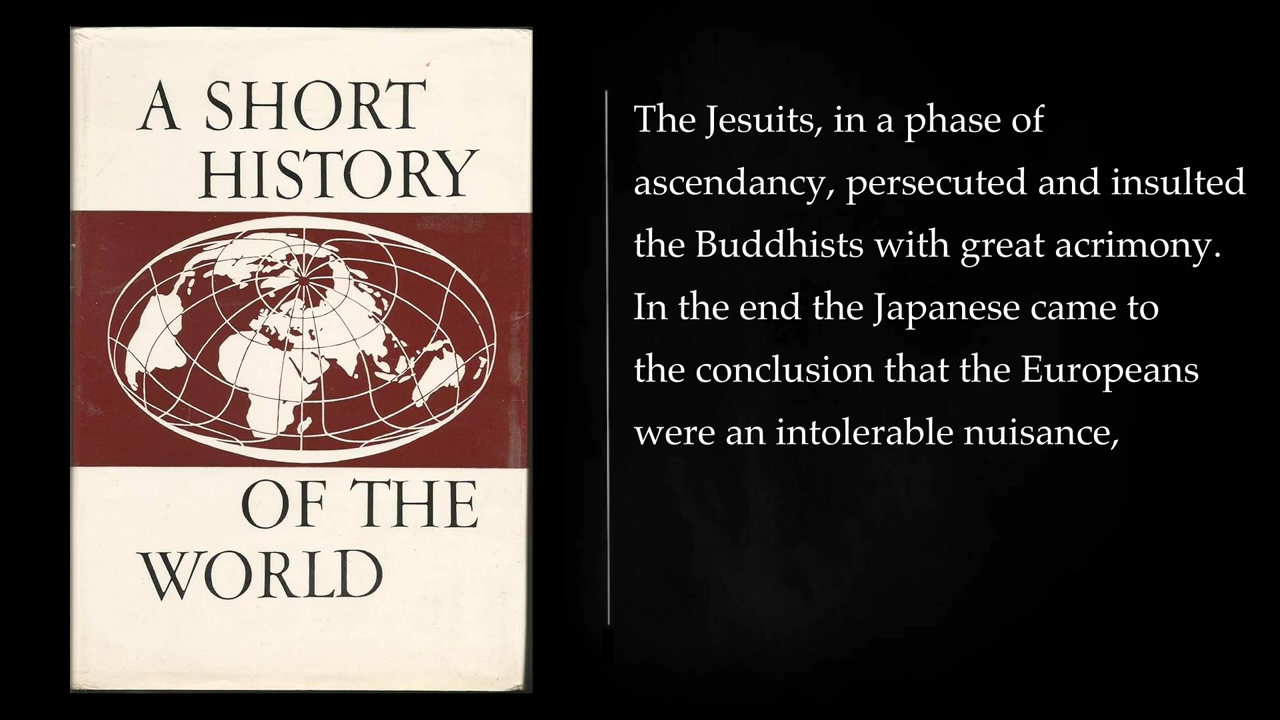 A SHORT
HISTORY
OF THE
WORLD
The Jesuits, in a phase of
ascendancy, persecuted and insulted
the Buddhists with great acrimony.
In the end the Japanese came to
the conclusion that the Europeans
were an intolerable nuisance,